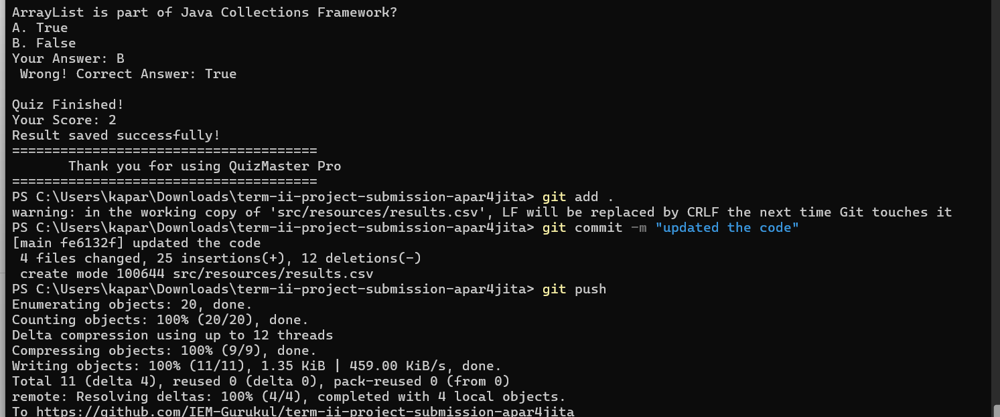 ArrayList is part of Java Collections Framework?
A. True
B. False
Your Answer: B
 Wrong! Correct Answer: True

Quiz Finished!
Your Score: 2
Result saved successfully!
======================================
       Thank you for using QuizMaster Pro
======================================
PS C:\Users\kapar\Downloads\term-ii-project-submission-apar4jita> git add .
warning: in the working copy of 'src/resources/results.csv', LF will be replaced by CRLF the next time Git touches it
PS C:\Users\kapar\Downloads\term-ii-project-submission-apar4jita> git commit -m "updated the code"
[main fe6132f] updated the code
 4 files changed, 25 insertions(+), 12 deletions(-)
 create mode 100644 src/resources/results.csv
PS C:\Users\kapar\Downloads\term-ii-project-submission-apar4jita> git push
Enumerating objects: 20, done.
Counting objects: 100% (20/20), done.
Delta compression using up to 12 threads
Compressing objects: 100% (9/9), done.
Writing objects: 100% (11/11), 1.35 KiB | 459.00 KiB/s, done.
Total 11 (delta 4), reused 0 (delta 0), pack-reused 0 (from 0)
remote: Resolving deltas: 100% (4/4), completed with 4 local objects.
To https://github.com/IEM-Gurukul/term-ii-project-submission-apar4jita